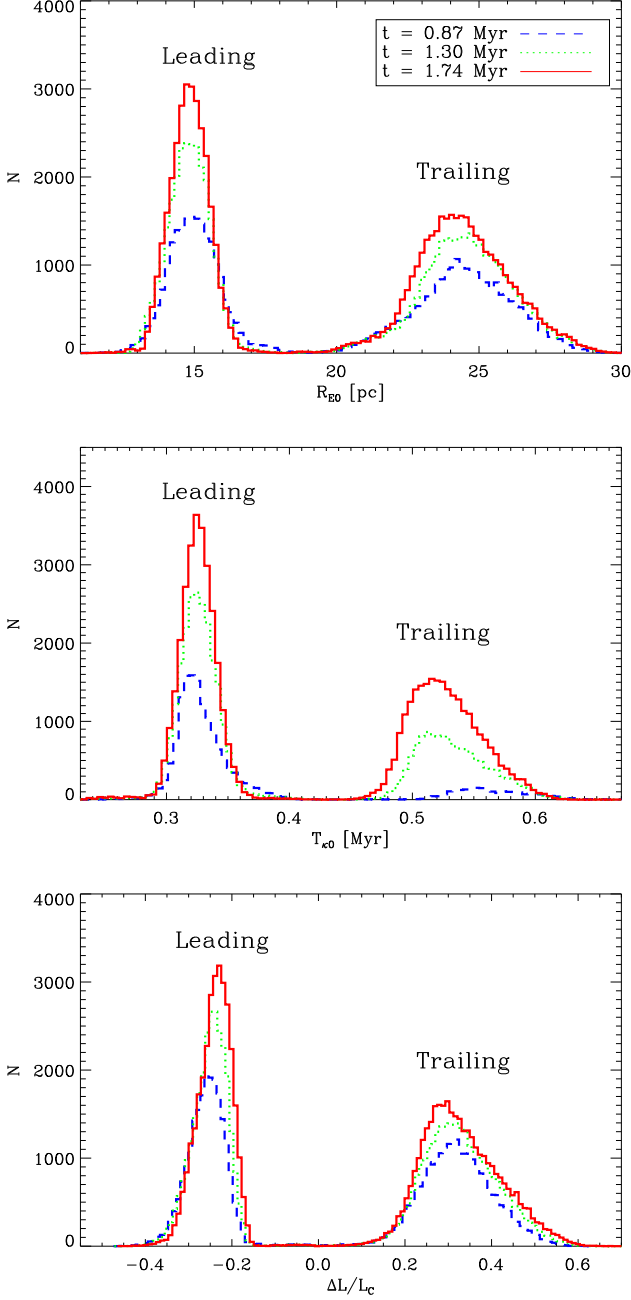 4000
3000
2000
1000
0
N
Leading
Trailing
t = 0.87 Myr
t = 1.30 Myr
t = 1.74 Myr
15 20 25 30
R_E0 [pc]
4000
3000
2000
1000
0
N
Leading
Trailing
0.3 0.4 0.5 0.6
T_κ0 [Myr]
4000
3000
2000
1000
0
N
Leading
Trailing
−0.4 −0.2 0.0 0.2 0.4 0.6
ΔL/L_C